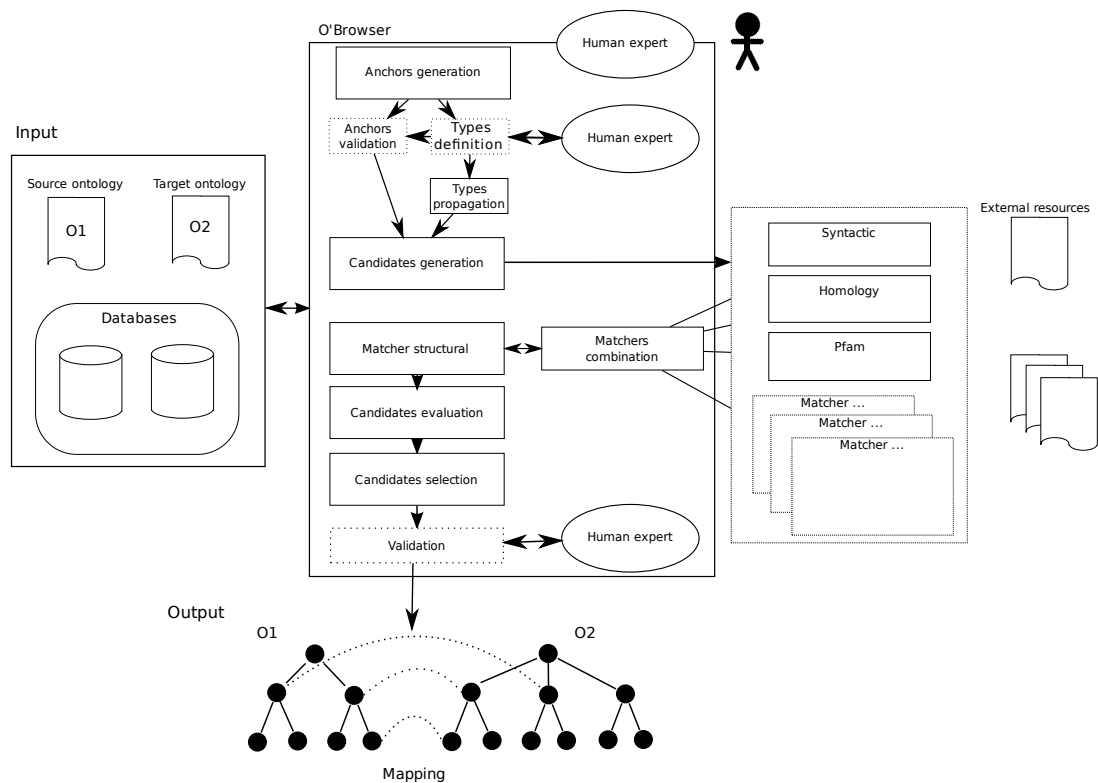 O'Browser
Human expert
Anchors generation
Input
Anchors
validation
Types
definition
Human expert
Source ontology
Target ontology
Types
propagation
External resources
O1
O2
Syntactic
Candidates generation
Homology
Databases
Matcher structural
Matchers
combination
Pfam
Candidates evaluation
Matcher ...
Matcher ...
Matcher ...
Candidates selection
Validation
Human expert
Output
O1
O2
Mapping